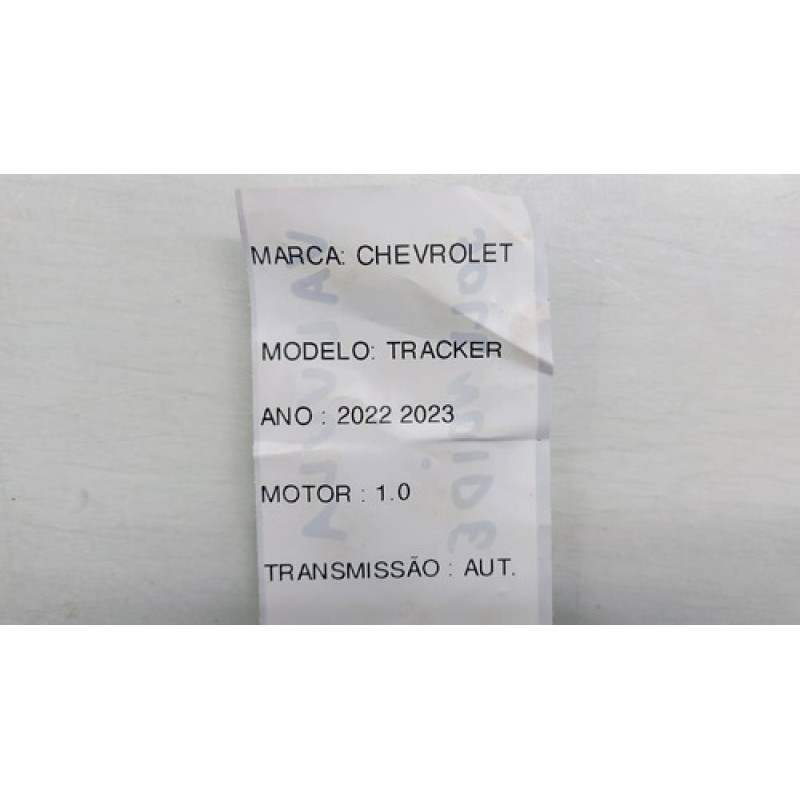 MARCA: CHEVROLET
MODELO: TRACKER
ANO : 2022 2023
MOTOR : 1.0
TRANSMISSÃO : AUT.